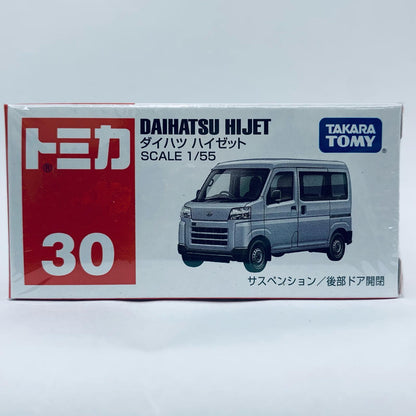 トミカ®
30
DAIHATSU HIJET
ダイハツ ハイゼット
SCALE 1/55
TAKARA
TOMY®
サスペンション/後部ドア開閉